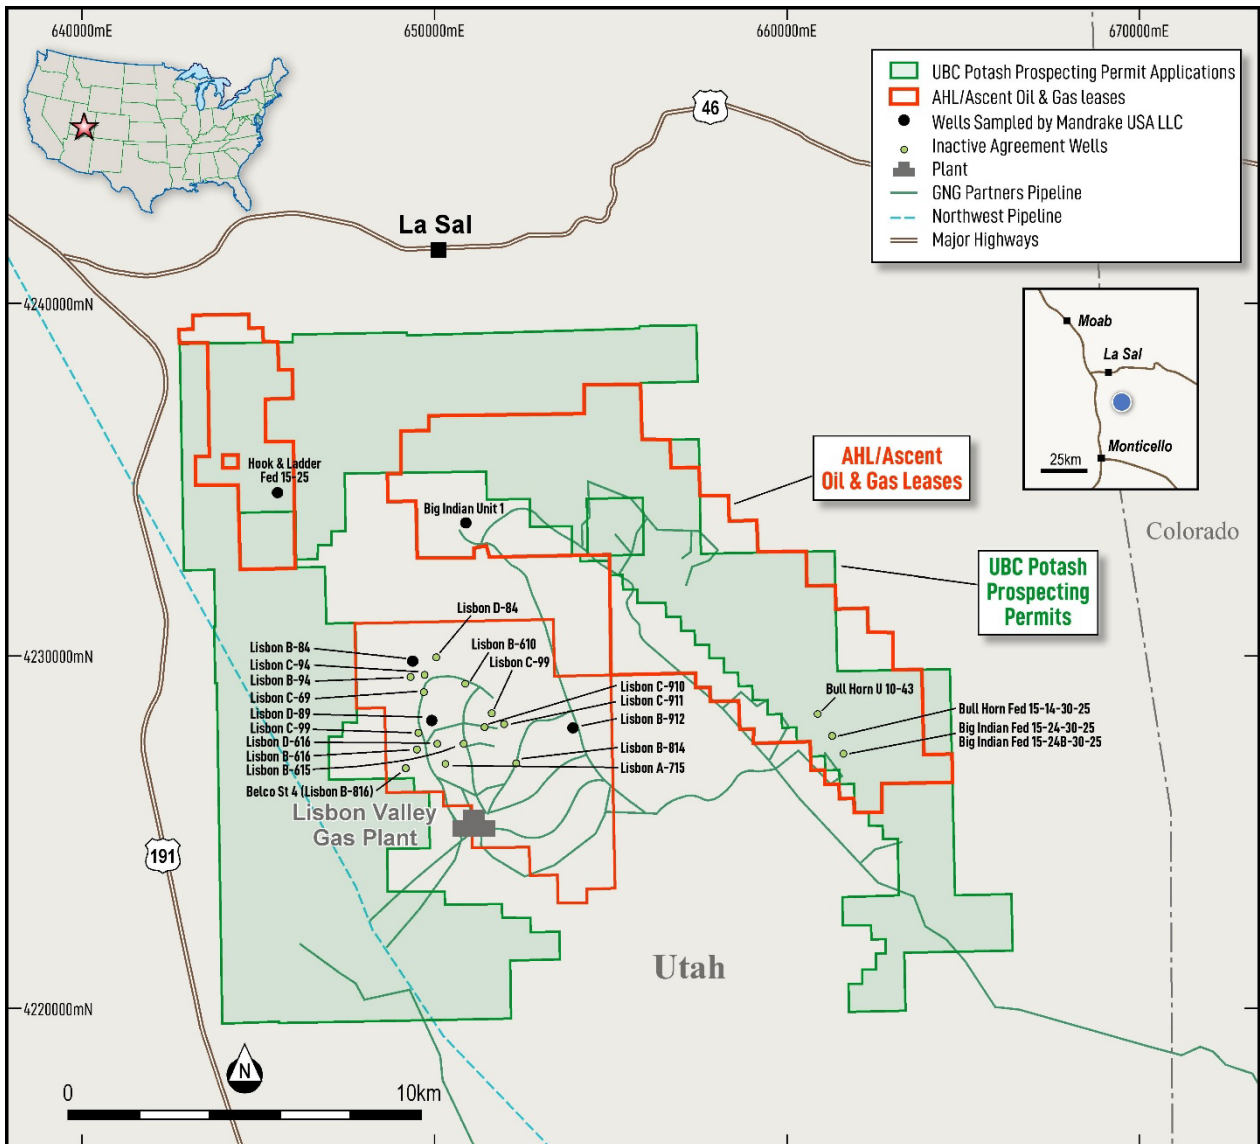 640000mE
650000mE
660000mE
670000mE
UBC Potash Prospecting Permit Applications
AHL/Ascent Oil & Gas leases
Wells Sampled by Mandrake USA LLC
Inactive Agreement Wells
Plant
GNG Partners Pipeline
Northwest Pipeline
Major Highways
46
La Sal
4240000mN
Moab
La Sal
Monticello
25km
AHL/Ascent
Oil & Gas Leases
Hook & Ladder
Fed 15-25
Big Indian Unit 1
Colorado
UBC Potash
Prospecting
Permits
4230000mN
Lisbon D-84
Lisbon B-84
Lisbon B-610
Lisbon C-94
Lisbon C-99
Lisbon B-94
Lisbon C-69
Lisbon C-910
Lisbon C-911
Lisbon D-89
Lisbon B-912
Lisbon C-99
Lisbon D-616
Lisbon B-814
Lisbon B-616
Lisbon A-715
Lisbon B-615
Belco St 4 (Lisbon B-816)
Bull Horn U 10-43
Bull Horn Fed 15-14-30-25
Big Indian Fed 15-24-30-25
Big Indian Fed 15-24B-30-25
Lisbon Valley
Gas Plant
191
Utah
4220000mN
N
0
10km